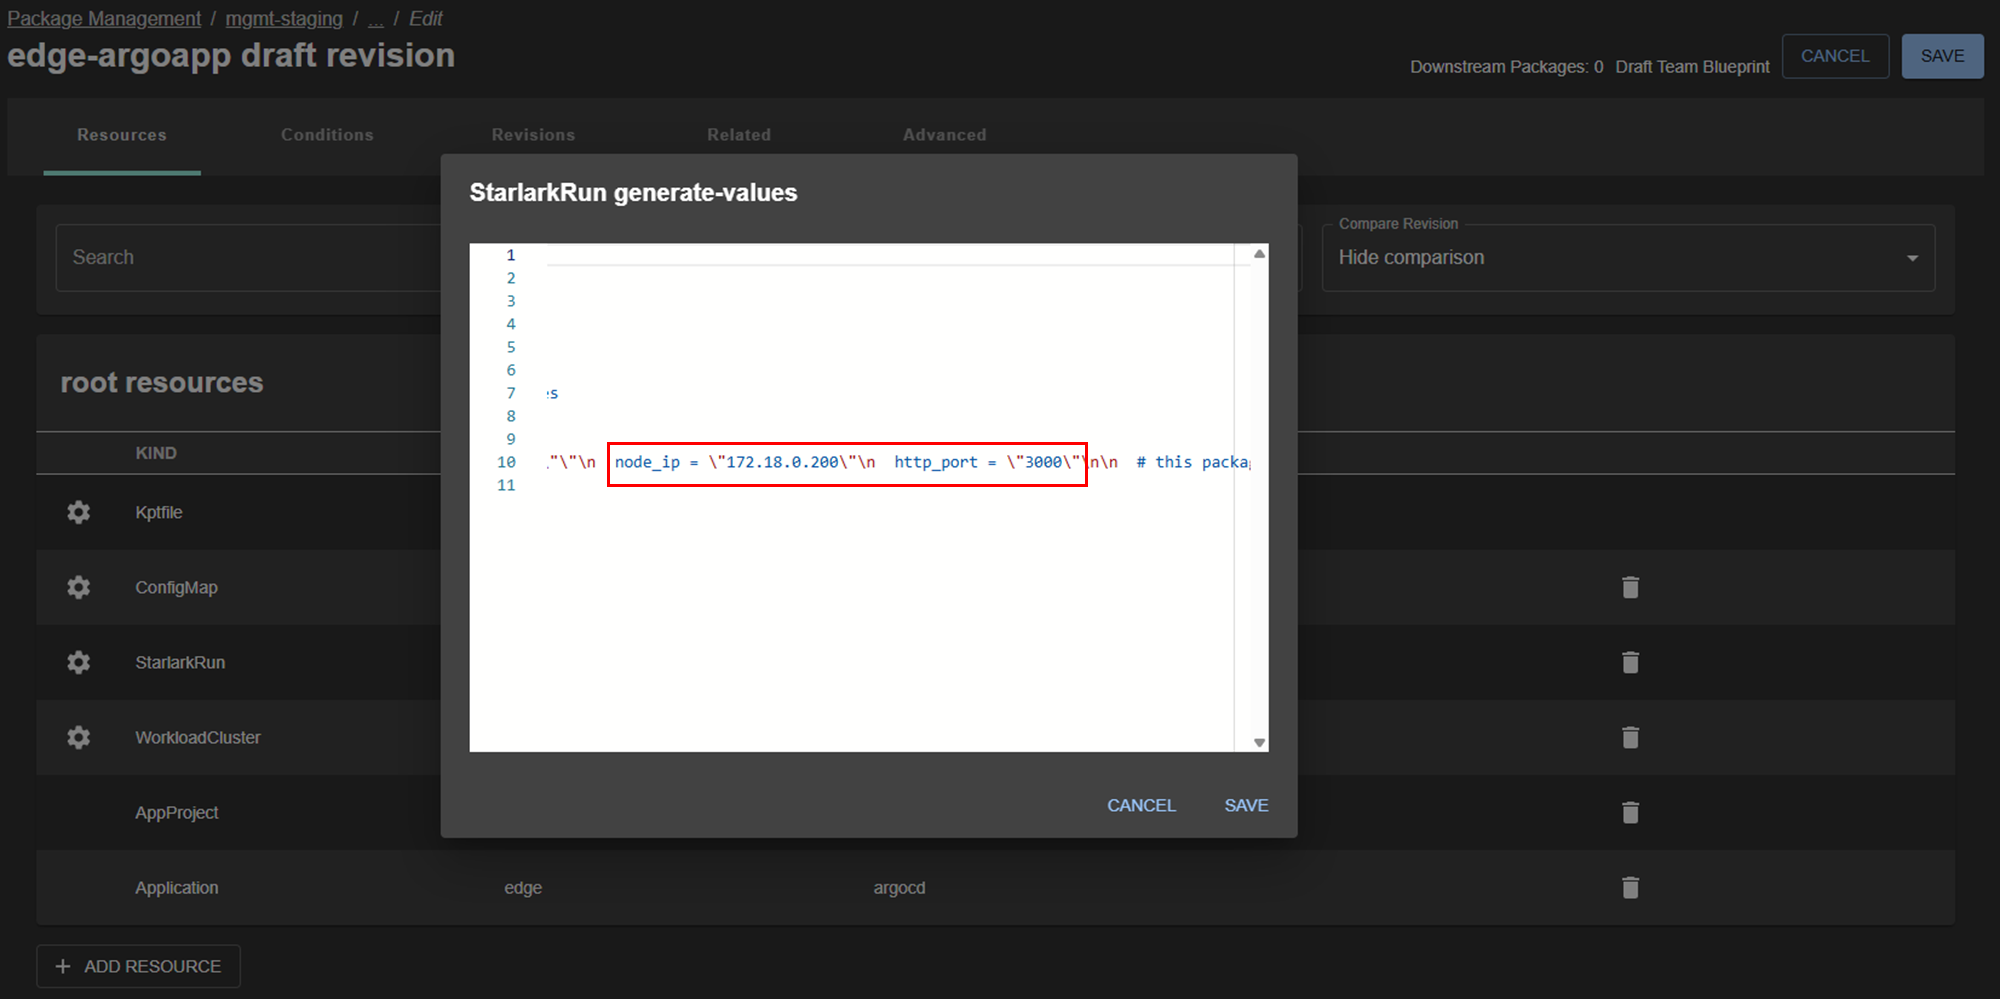 Package Management / mgmt-staging / ... / Edit
edge-argoapp draft revision
Downstream Packages: 0 Draft Team Blueprint CANCEL SAVE
Resources Conditions Revisions Related Advanced
StarlarkRun generate-values
Search
Compare Revision
Hide comparison
1
2
3
4
5
6
7 s
8
9
10 "\"\n node_ip = \"172.18.0.200\"\n http_port = \"3000\"\n\n # this
11
CANCEL SAVE
root resources
KIND
Kptfile
ConfigMap
StarlarkRun
WorkloadCluster
AppProject
Application edge argocd
+ ADD RESOURCE